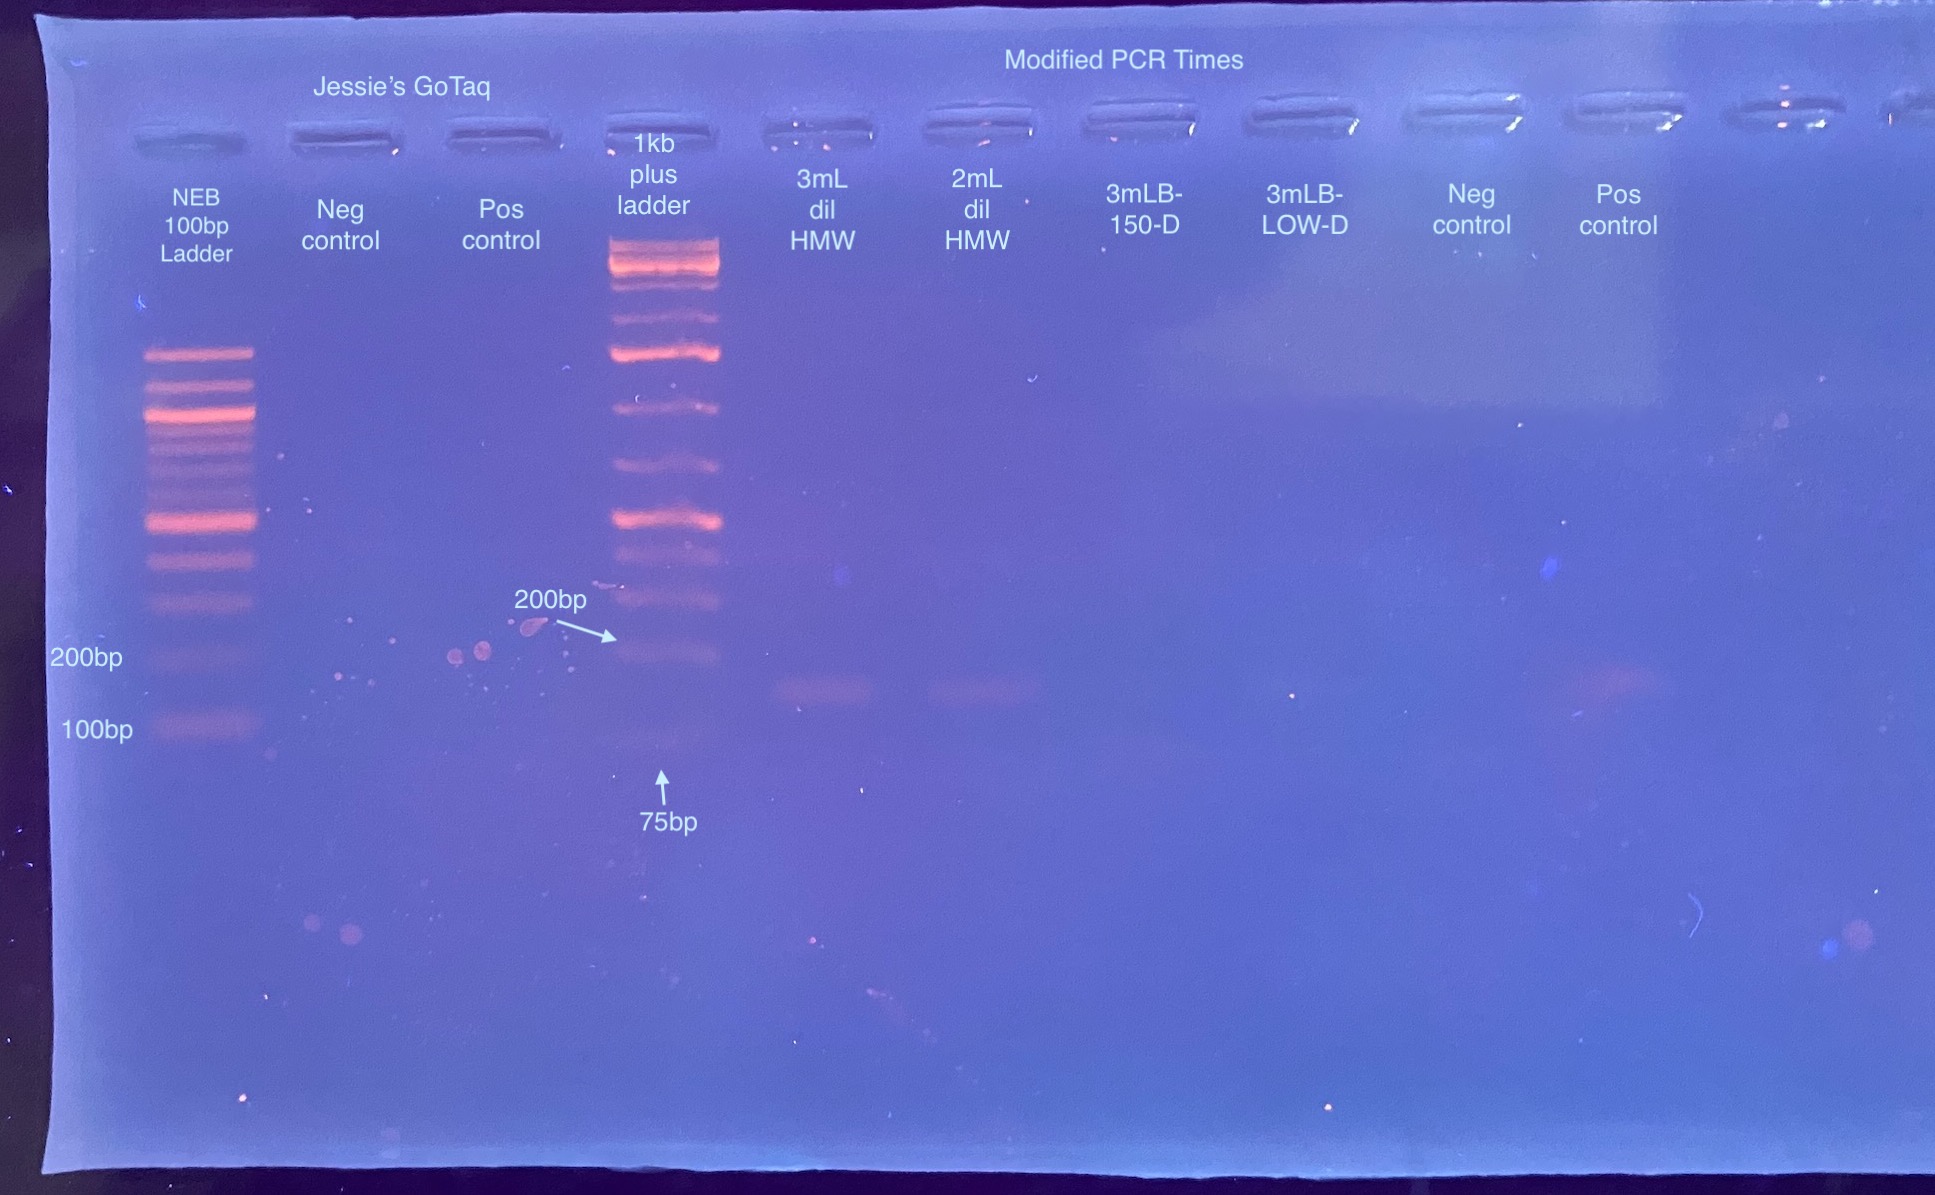 Modified PCR Times
Jessie's GoTaq
NEB
100bp
Ladder
Neg
control
Pos
control
1kb
plus
ladder
3mL
dil
HMW
2mL
dil
HMW
3mLB-
150-D
3mLB-
LOW-D
Neg
control
Pos
control
200bp
200bp
100bp
75bp